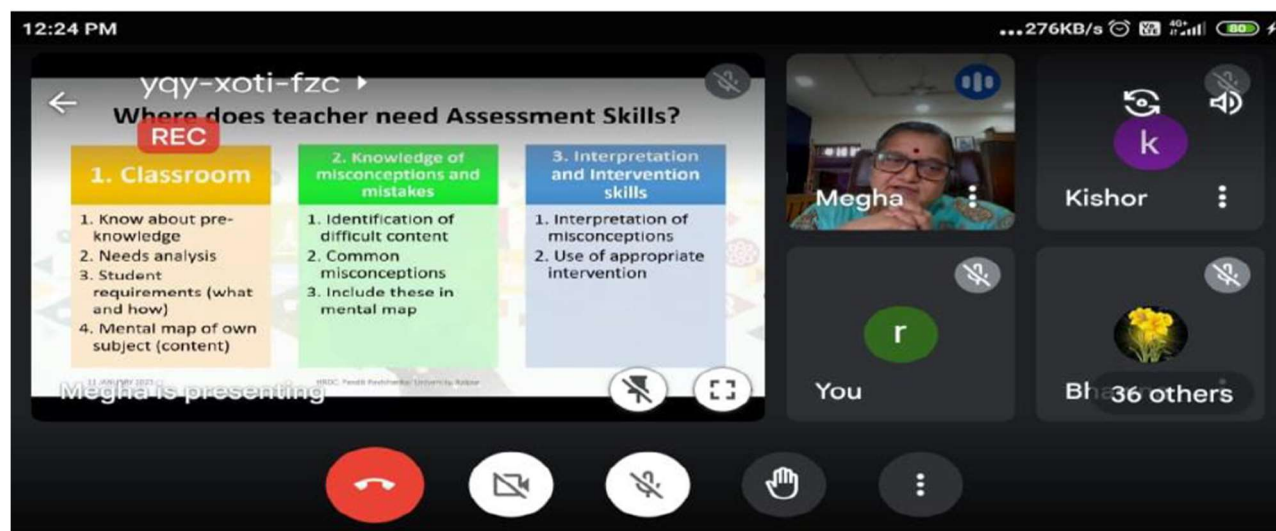 12:24 PM
...276KB/s
4G+
80
yqy-xoti-fzc
Where does teacher need Assessment Skills?
REC
1. Classroom
1. Know about pre-
knowledge
2. Needs analysis
3. Student
requirements (what
and how)
4. Mental map of own
subject (content)
2. Knowledge of
misconceptions and
mistakes
1. Identification of
difficult content
2. Common
misconceptions
3. Include these in
mental map
3. Interpretation
and Intervention
skills
1. Interpretation of
misconceptions
2. Use of appropriate
intervention
Megha is presenting
Megha
k
Kishor
r
You
36 others